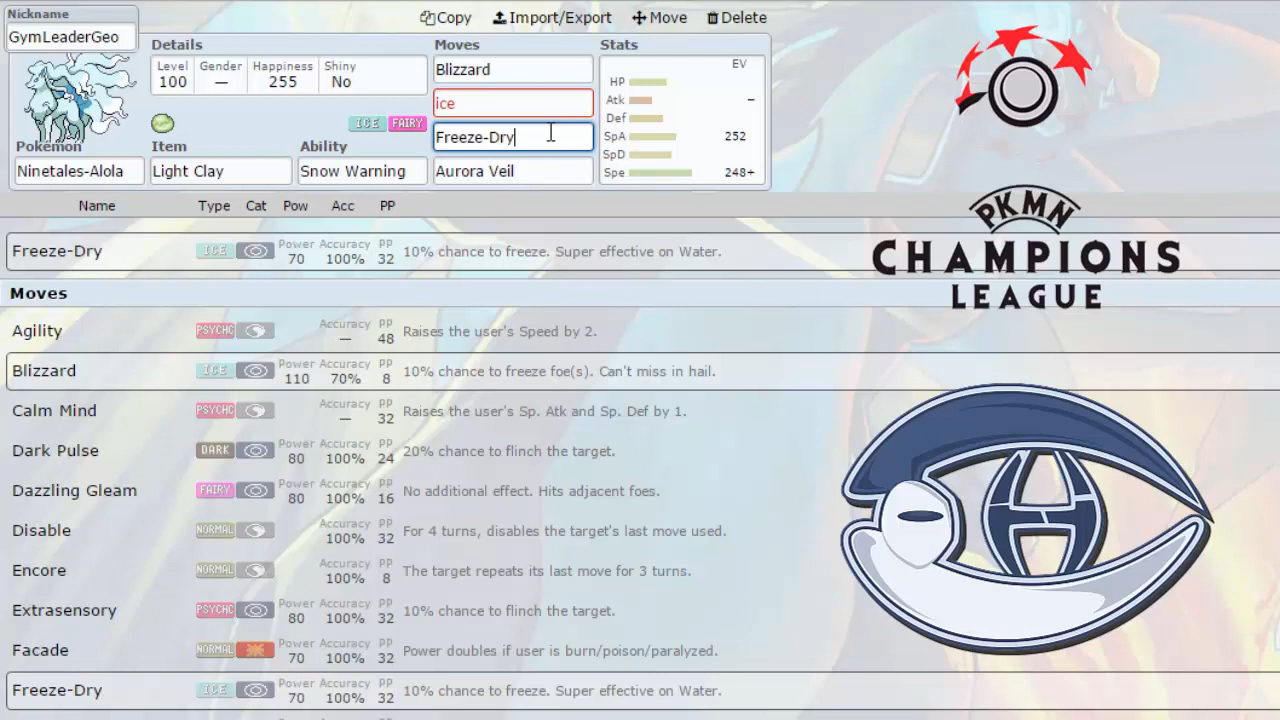 Nickname
GymLeaderGeo
Copy Import/Export Move Delete
Details Moves Stats
Level Gender Happiness Shiny
100 — 255 No
Blizzard
ice
Freeze-Dry
Aurora Veil
EV
HP
Atk –
Def
SpA 252
SpD
Spe 248+
ICE FAIRY
Pokémon Item Ability
Ninetales-Alola Light Clay Snow Warning
Name Type Cat Pow Acc PP
Freeze-Dry ICE Power 70 Accuracy 100% PP 32 10% chance to freeze. Super effective on Water.
Moves
Agility PSYCHC Accuracy — PP 48 Raises the user's Speed by 2.
Blizzard ICE Power 110 Accuracy 70% PP 8 10% chance to freeze foe(s). Can't miss in hail.
Calm Mind PSYCHC Accuracy — PP 32 Raises the user's Sp. Atk and Sp. Def by 1.
Dark Pulse DARK Power 80 Accuracy 100% PP 24 20% chance to flinch the target.
Dazzling Gleam FAIRY Power 80 Accuracy 100% PP 16 No additional effect. Hits adjacent foes.
Disable NORMAL Accuracy 100% PP 32 For 4 turns, disables the target's last move used.
Encore NORMAL Accuracy 100% PP 8 The target repeats its last move for 3 turns.
Extrasensory PSYCHC Power 80 Accuracy 100% PP 32 10% chance to flinch the target.
Facade NORMAL Power 70 Accuracy 100% PP 32 Power doubles if user is burn/poison/paralyzed.
Freeze-Dry ICE Power 70 Accuracy 100% PP 32 10% chance to freeze. Super effective on Water.
PKMN
CHAMPIONS
LEAGUE